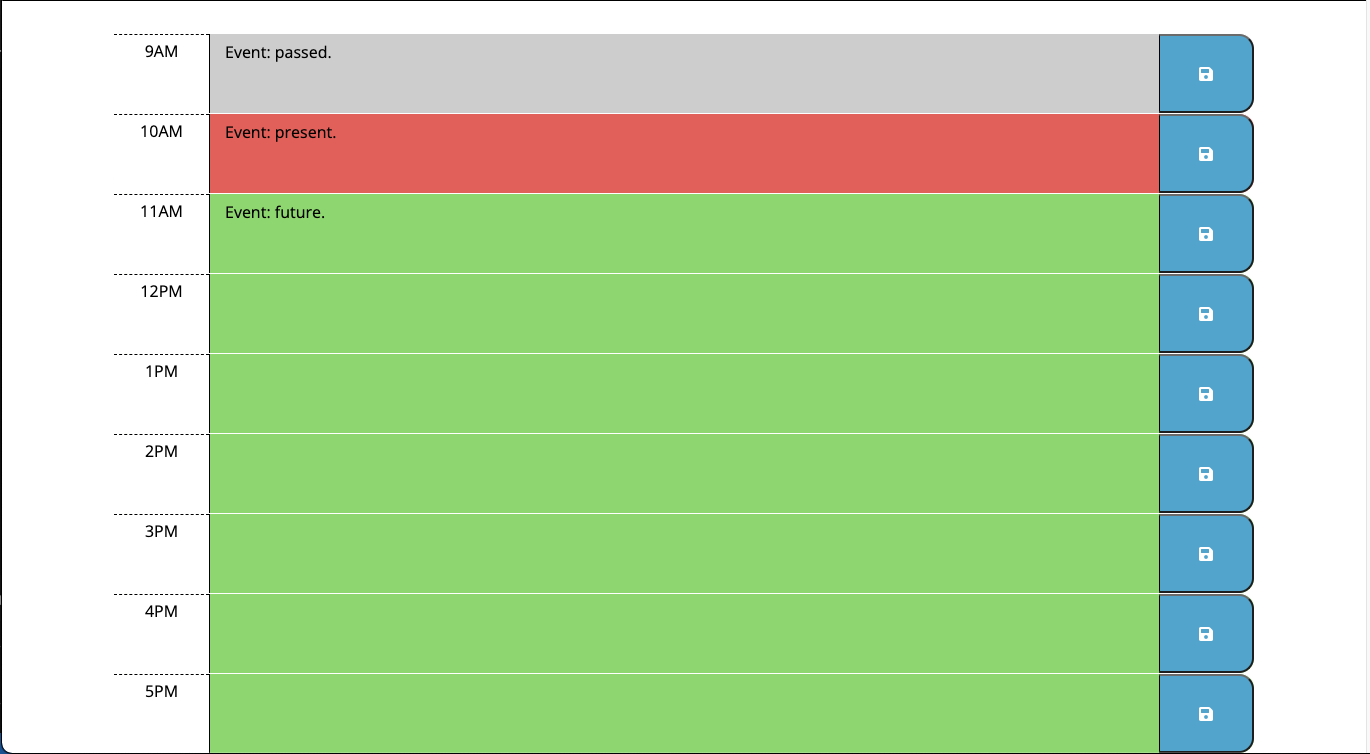 9AM
Event: passed.
10AM
Event: present.
11AM
Event: future.
12PM
1PM
2PM
3PM
4PM
5PM